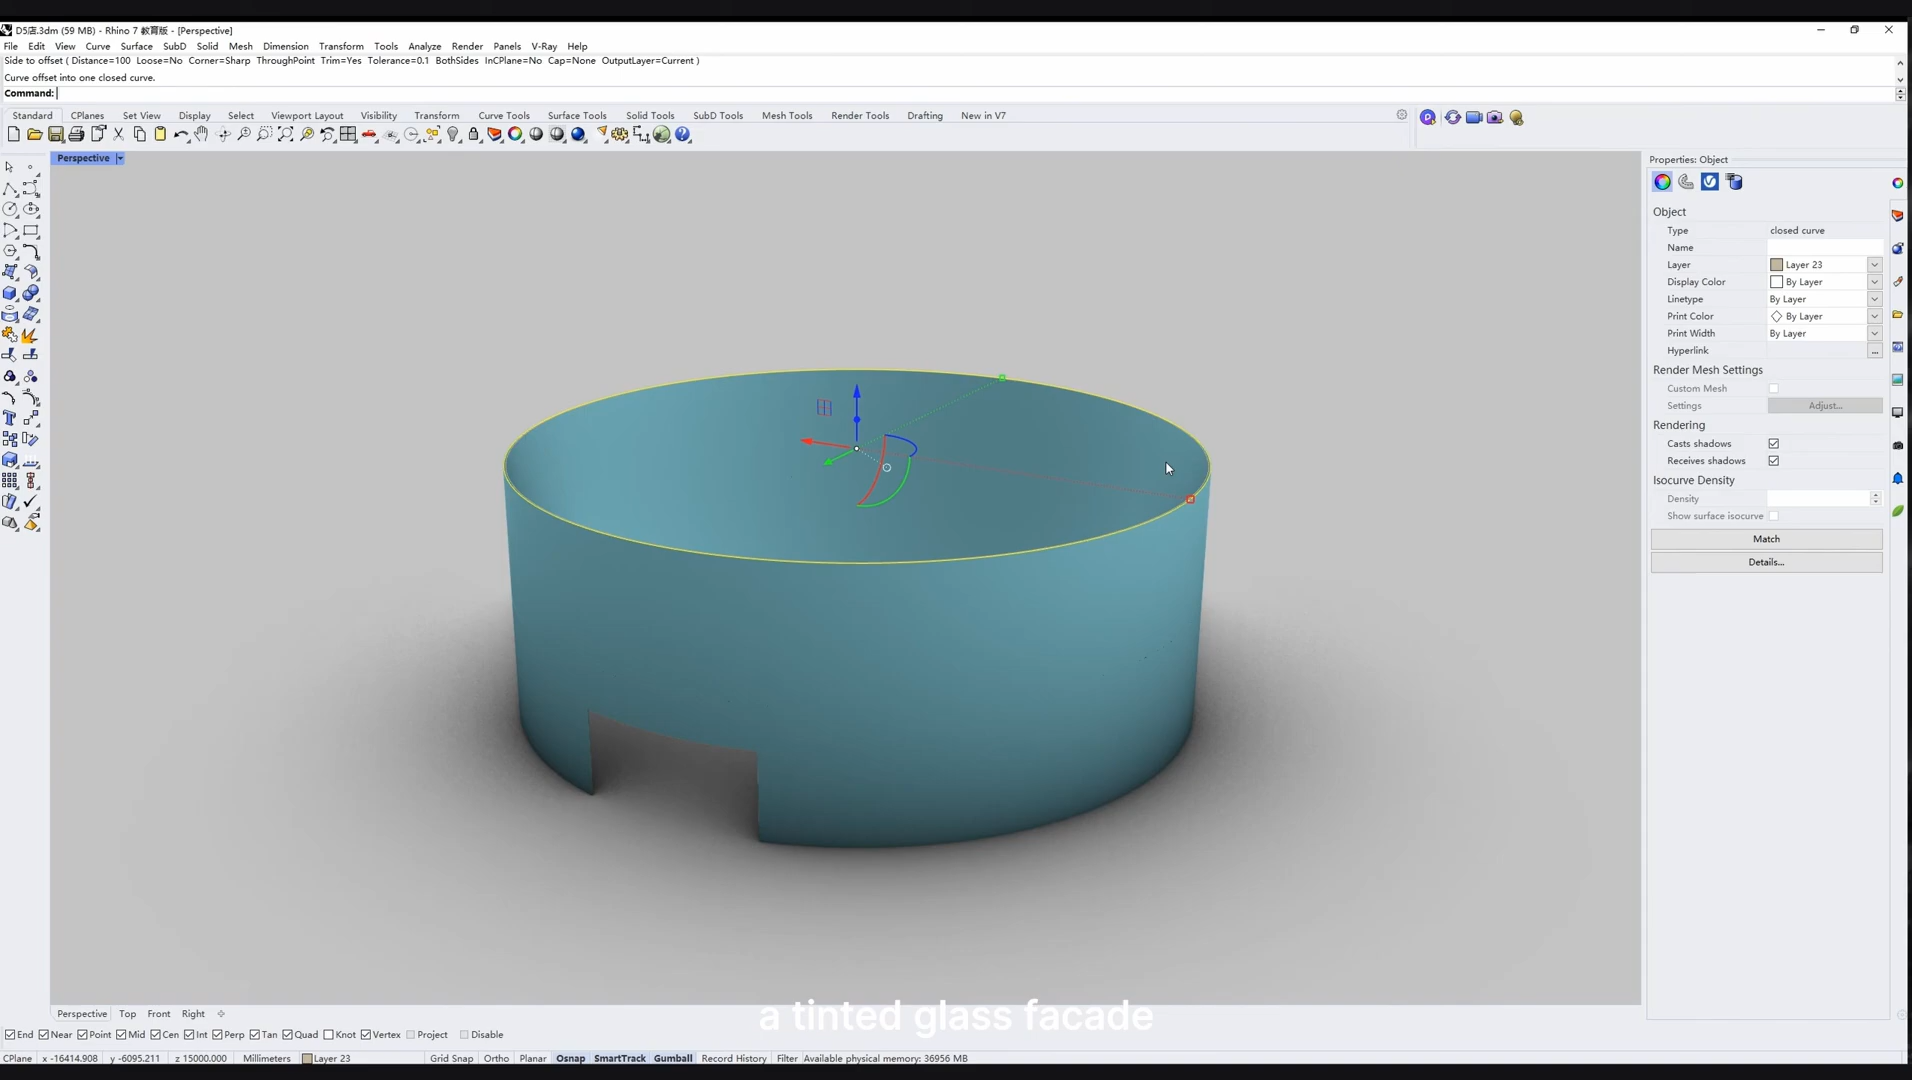 D5店.3dm (59 MB) - Rhino 7 教育版 - [Perspective]
File Edit View Curve Surface SubD Solid Mesh Dimension Transform Tools Analyze Render Panels V-Ray Help
Side to offset ( Distance=100 Loose=No Corner=Sharp ThroughPoint Trim=Yes Tolerance=0.1 BothSides InCPlane=No Cap=None OutputLayer=Current )
Curve offset into one closed curve.
Command:
Standard CPlanes Set View Display Select Viewport Layout Visibility Transform Curve Tools Surface Tools Solid Tools SubD Tools Mesh Tools Render Tools Drafting New in V7
Perspective
Properties: Object
Object
Type closed curve
Name
Layer Layer 23
Display Color By Layer
Linetype By Layer
Print Color By Layer
Print Width By Layer
Hyperlink ...
Render Mesh Settings
Custom Mesh
Settings Adjust...
Rendering
Casts shadows
Receives shadows
Isocurve Density
Density
Show surface isocurve
Match
Details...
a tinted glass facade
Perspective Top Front Right
End Near Point Mid Cen Int Perp Tan Quad Knot Vertex Project Disable
CPlane x -16414.908 y -6095.211 z 15000.000 Millimeters Layer 23 Grid Snap Ortho Planar Osnap SmartTrack Gumball Record History Filter Available physical memory: 36956 MB